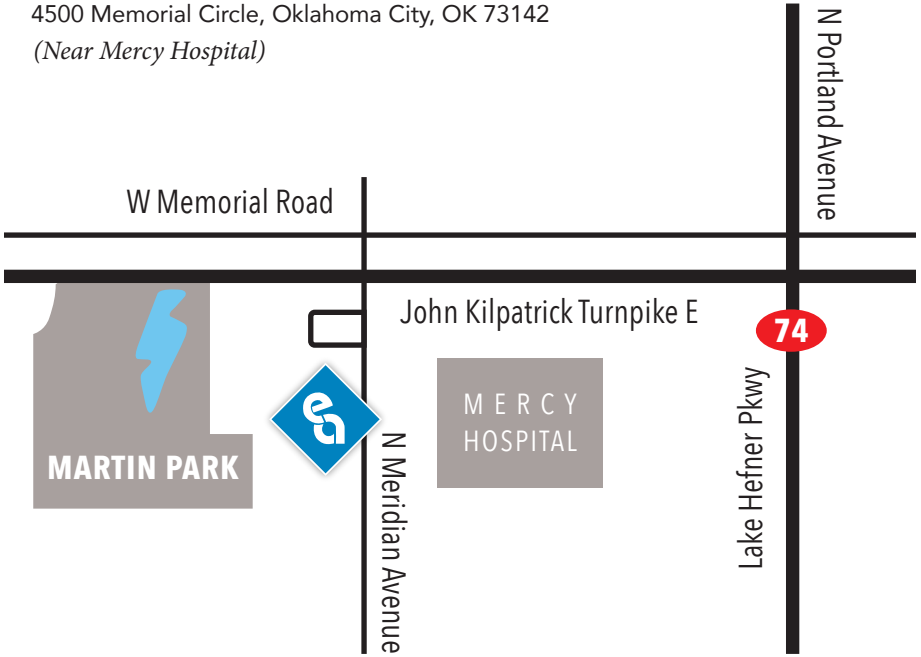 4500 Memorial Circle, Oklahoma City, OK 73142
(Near Mercy Hospital)
N Portland Avenue
W Memorial Road
John Kilpatrick Turnpike E
74
MERCY
HOSPITAL
ea
MARTIN PARK
N Meridian Avenue
Lake Hefner Pkwy